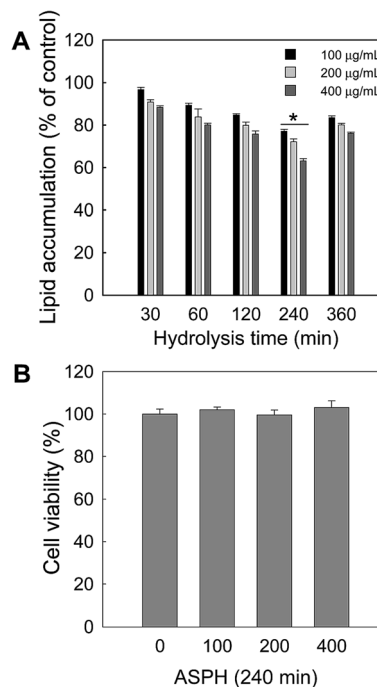 A
Lipid accumulation (% of control)
120
100
80
60
40
20
0
100 μg/mL
200 μg/mL
400 μg/mL
*
30 60 120 240 360
Hydrolysis time (min)
B
Cell viability (%)
120
100
80
60
40
20
0
0 100 200 400
ASPH (240 min)